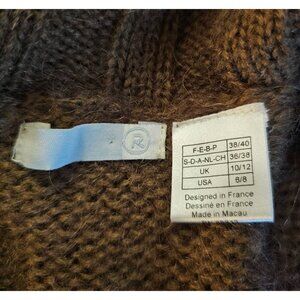 F-E-B-P 38/40
S-D-A-NL-CH 36/38
UK 10/12
USA 6/8
Designed in France
Dessiné en France
Made in Macau